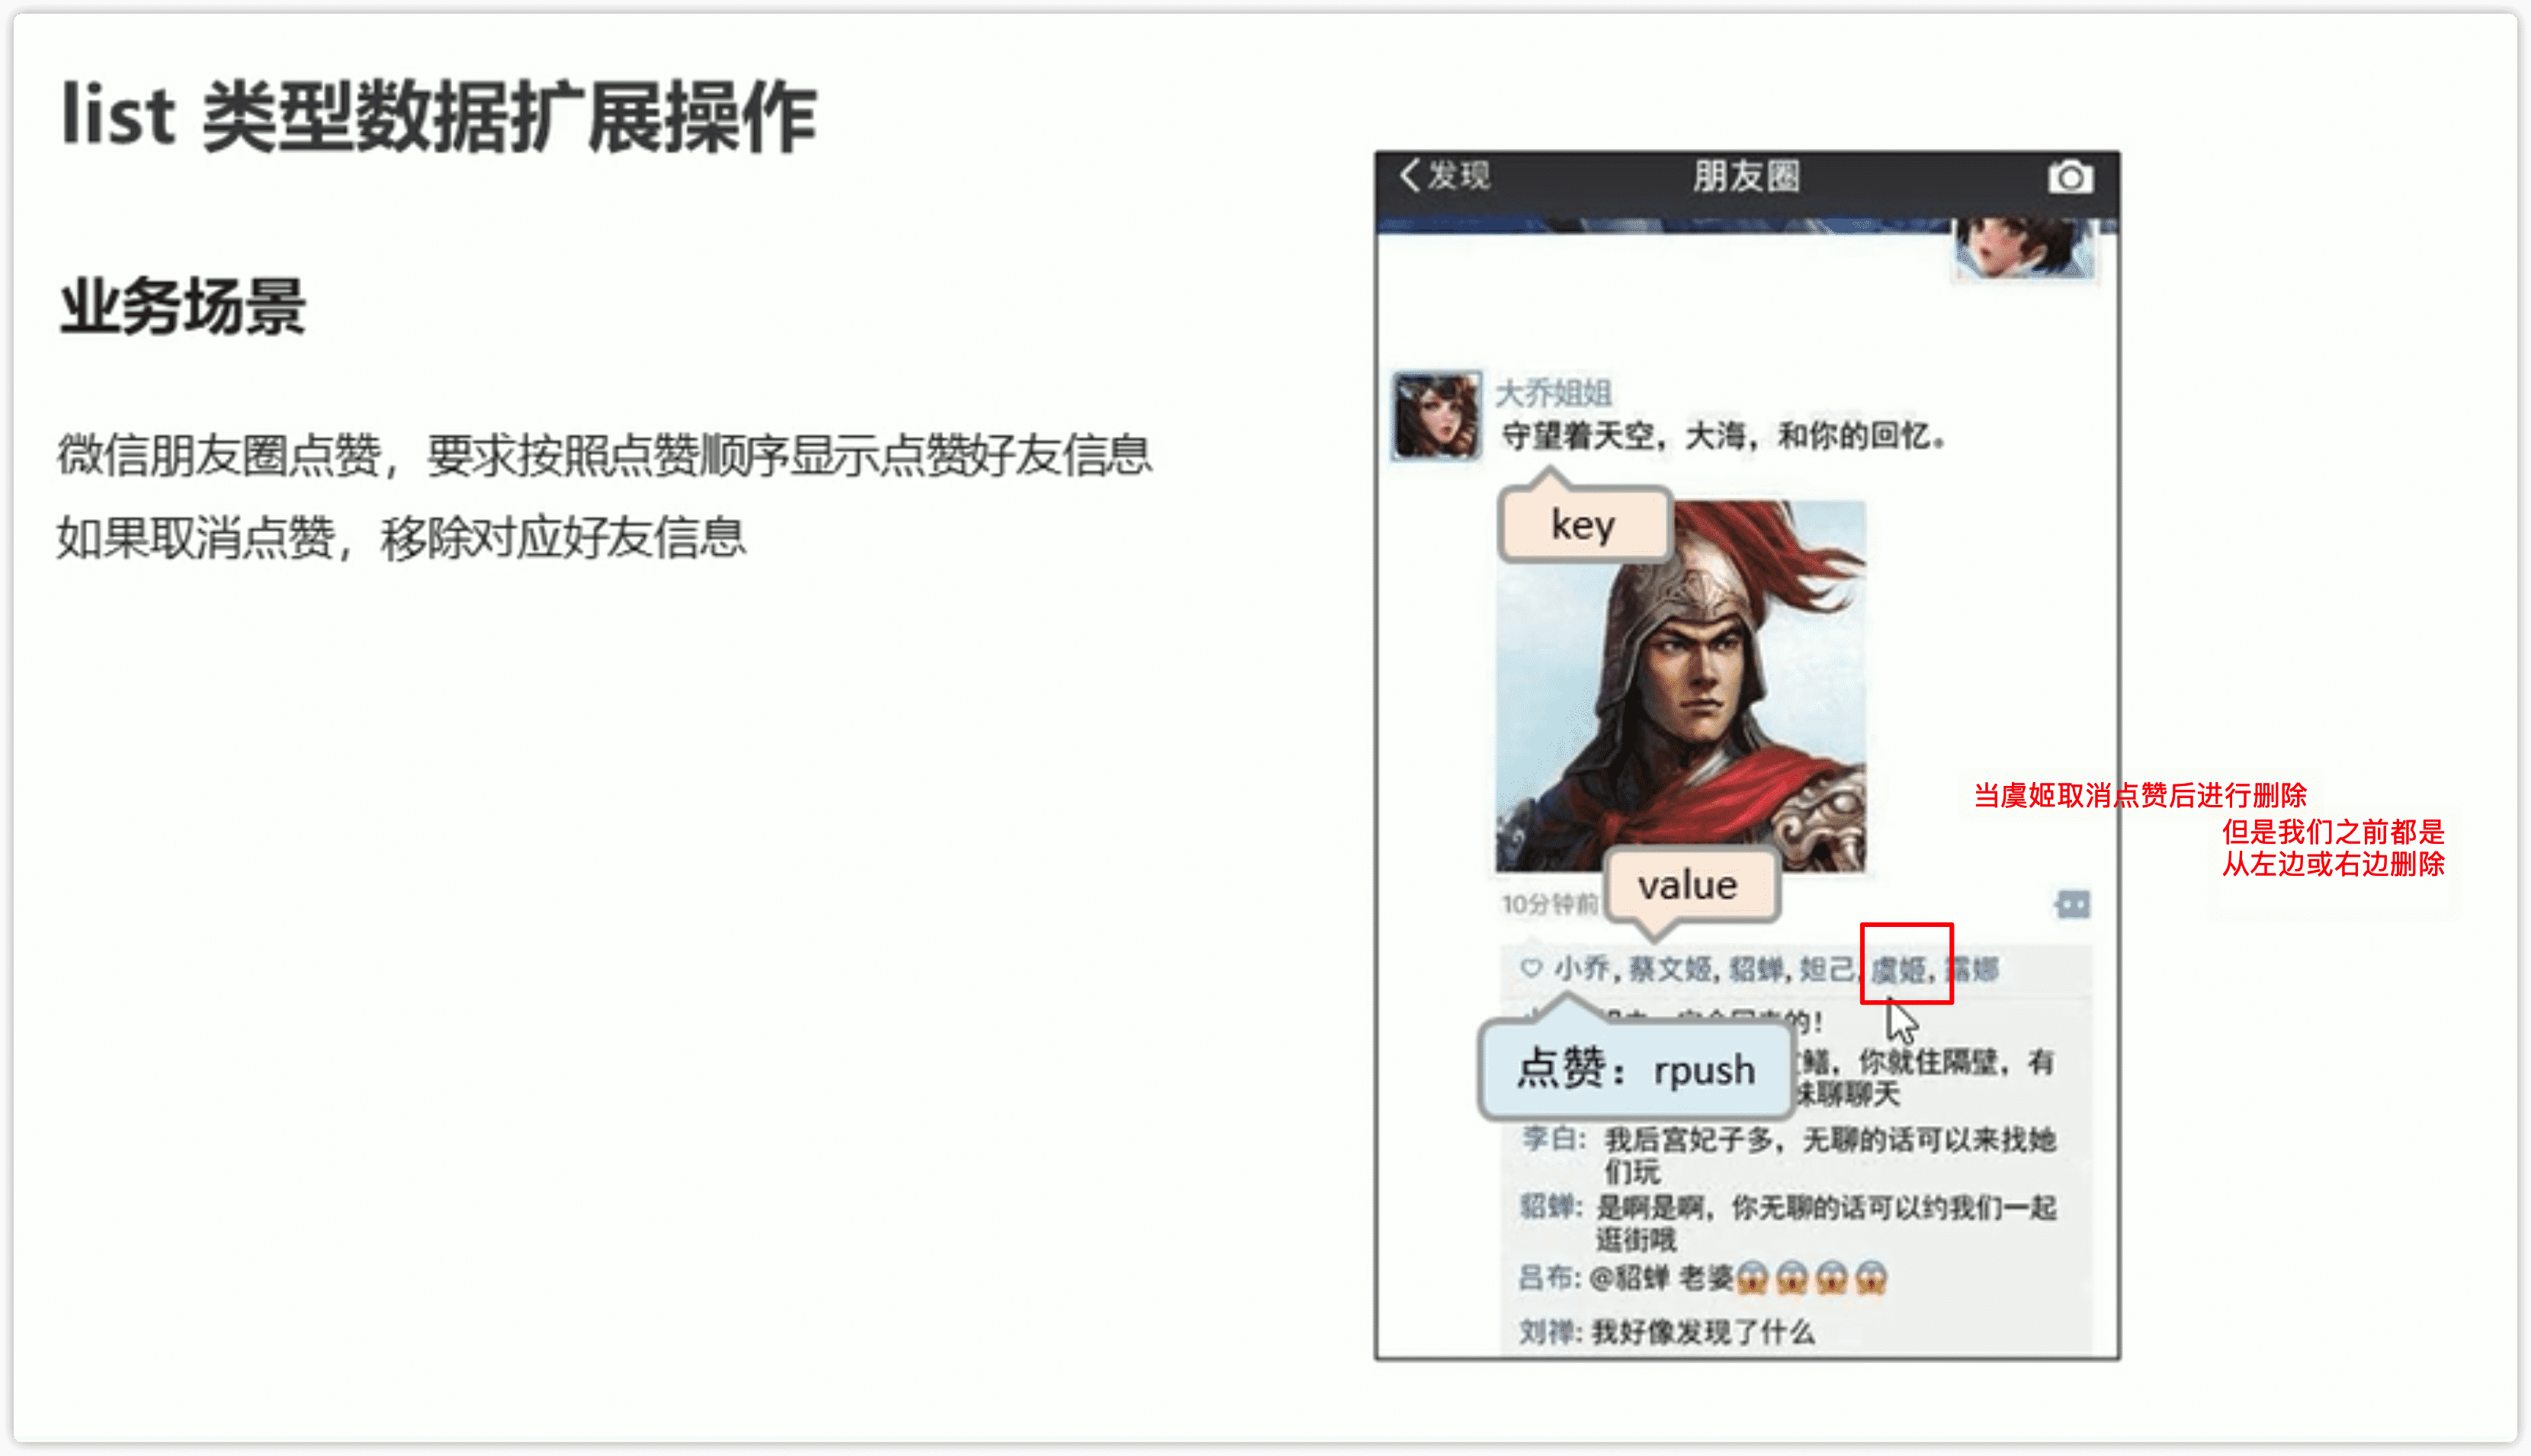 list 类型数据扩展操作
业务场景
微信朋友圈点赞，要求按照点赞顺序显示点赞好友信息
如果取消点赞，移除对应好友信息
发现 朋友圈
大乔姐姐
守望着天空，大海，和你的回忆。
key
value
10分钟前
小乔, 蔡文姬, 貂蝉, 妲己, 虞姬, 露娜
点赞：rpush
的！
你就住隔壁，有
妹聊聊天
李白: 我后宫妃子多，无聊的话可以来找她
们玩
貂蝉: 是啊是啊，你无聊的话可以约我们一起
逛街哦
吕布: @貂蝉 老婆😱😱😱😱
刘禅: 我好像发现了什么
当虞姬取消点赞后进行删除
但是我们之前都是
从左边或右边删除